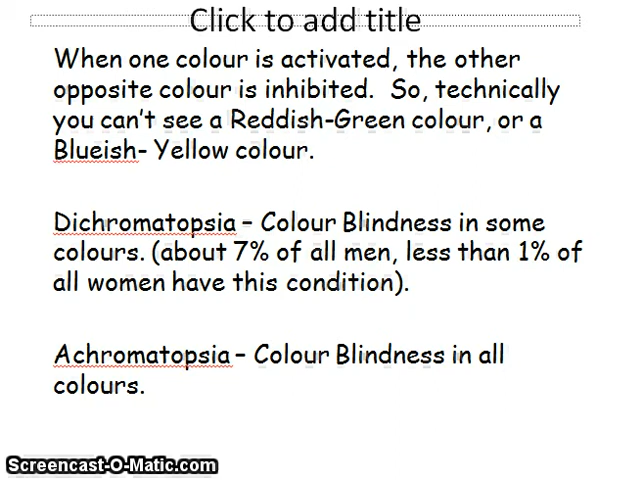 Click to add title
When one colour is activated, the other
opposite colour is inhibited. So, technically
you can't see a Reddish-Green colour, or a
Blueish- Yellow colour.
Dichromatopsia – Colour Blindness in some
colours. (about 7% of all men, less than 1% of
all women have this condition).
Achromatopsia – Colour Blindness in all
colours.
Screencast-O-Matic.com